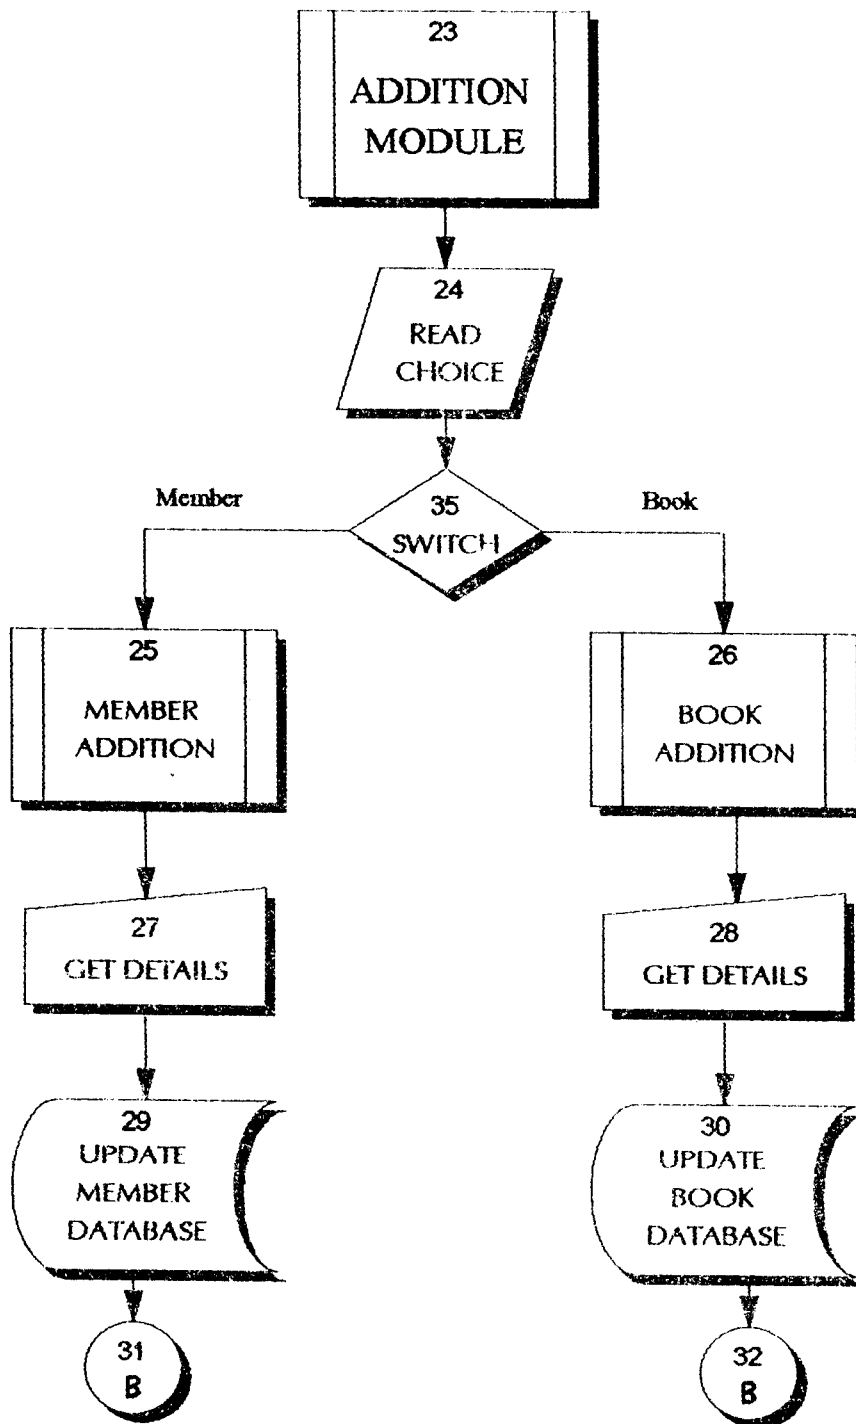 23
ADDITION
MODULE
24
READ
CHOICE
35
SWITCH
Member
Book
25
MEMBER
ADDITION
26
BOOK
ADDITION
27
GET DETAILS
28
GET DETAILS
29
UPDATE
MEMBER
DATABASE
30
UPDATE
BOOK
DATABASE
31
B
32
B